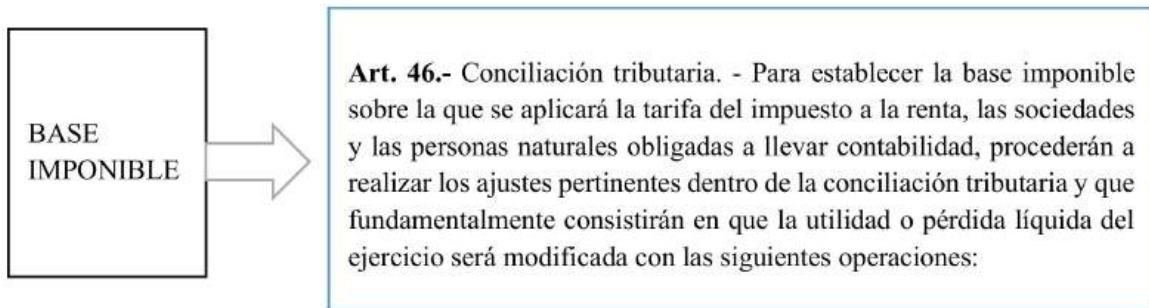 BASE
IMPONIBLE
Art. 46.- Conciliación tributaria. - Para establecer la base imponible
sobre la que se aplicará la tarifa del impuesto a la renta, las sociedades
y las personas naturales obligadas a llevar contabilidad, procederán a
realizar los ajustes pertinentes dentro de la conciliación tributaria y que
fundamentalmente consistirán en que la utilidad o pérdida líquida del
ejercicio será modificada con las siguientes operaciones: